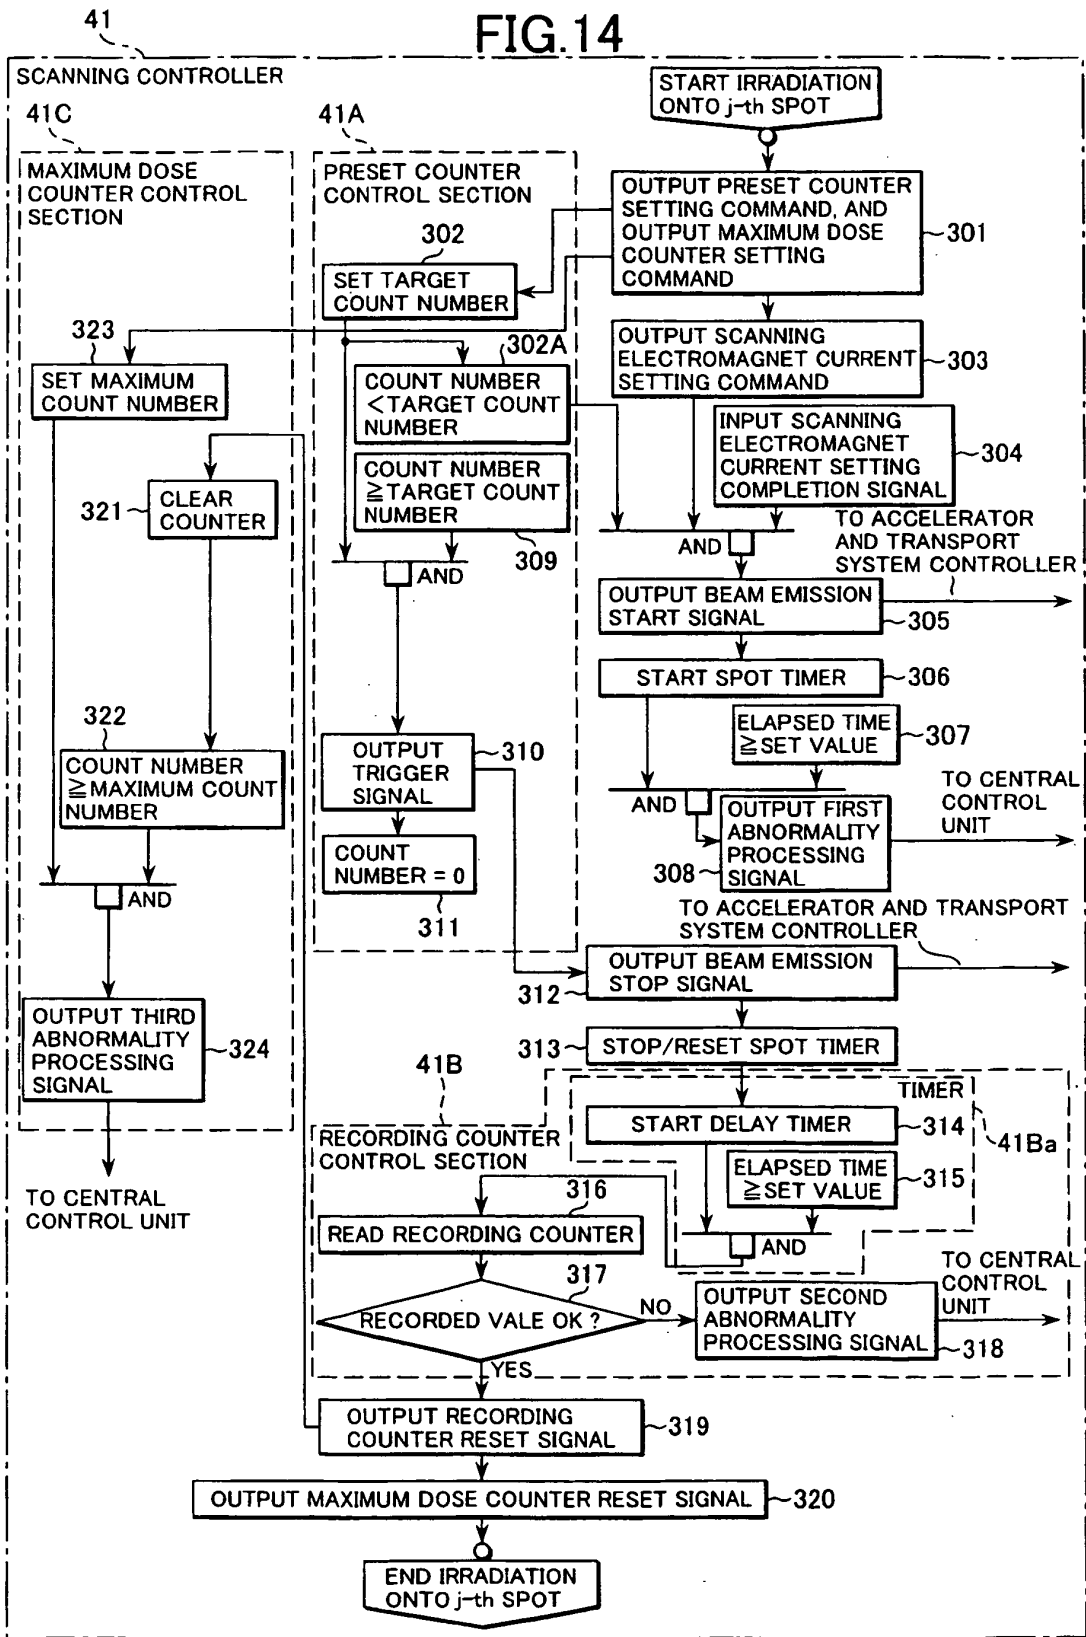 FIG.14
41
SCANNING CONTROLLER
START IRRADIATION
ONTO j-th SPOT
41C
41A
MAXIMUM DOSE
COUNTER CONTROL
SECTION
PRESET COUNTER
CONTROL SECTION
OUTPUT PRESET COUNTER
SETTING COMMAND, AND
OUTPUT MAXIMUM DOSE
COUNTER SETTING
COMMAND
301
302
SET TARGET
COUNT NUMBER
323
SET MAXIMUM
COUNT NUMBER
302A
COUNT NUMBER
<TARGET COUNT
NUMBER
OUTPUT SCANNING
ELECTROMAGNET CURRENT
SETTING COMMAND
303
INPUT SCANNING
ELECTROMAGNET
CURRENT SETTING
COMPLETION SIGNAL
304
COUNT NUMBER
≧TARGET COUNT
NUMBER
309
321
CLEAR
COUNTER
AND
AND
TO ACCELERATOR
AND TRANSPORT
SYSTEM CONTROLLER
OUTPUT BEAM EMISSION
START SIGNAL
305
START SPOT TIMER
306
ELAPSED TIME
≧SET VALUE
307
322
COUNT NUMBER
≧MAXIMUM COUNT
NUMBER
OUTPUT
TRIGGER
SIGNAL
310
AND
OUTPUT FIRST
ABNORMALITY
PROCESSING
SIGNAL
308
TO CENTRAL
CONTROL
UNIT
COUNT
NUMBER = 0
311
AND
TO ACCELERATOR AND TRANSPORT
SYSTEM CONTROLLER
OUTPUT BEAM EMISSION
STOP SIGNAL
312
OUTPUT THIRD
ABNORMALITY
PROCESSING
SIGNAL
324
313
STOP/RESET SPOT TIMER
41B
TIMER
START DELAY TIMER
314
41Ba
RECORDING COUNTER
CONTROL SECTION
ELAPSED TIME
≧SET VALUE
315
TO CENTRAL
CONTROL UNIT
316
READ RECORDING COUNTER
AND
317
RECORDED VALE OK ?
NO
OUTPUT SECOND
ABNORMALITY
PROCESSING SIGNAL
318
TO CENTRAL
CONTROL
UNIT
YES
OUTPUT RECORDING
COUNTER RESET SIGNAL
319
OUTPUT MAXIMUM DOSE COUNTER RESET SIGNAL
320
END IRRADIATION
ONTO j-th SPOT